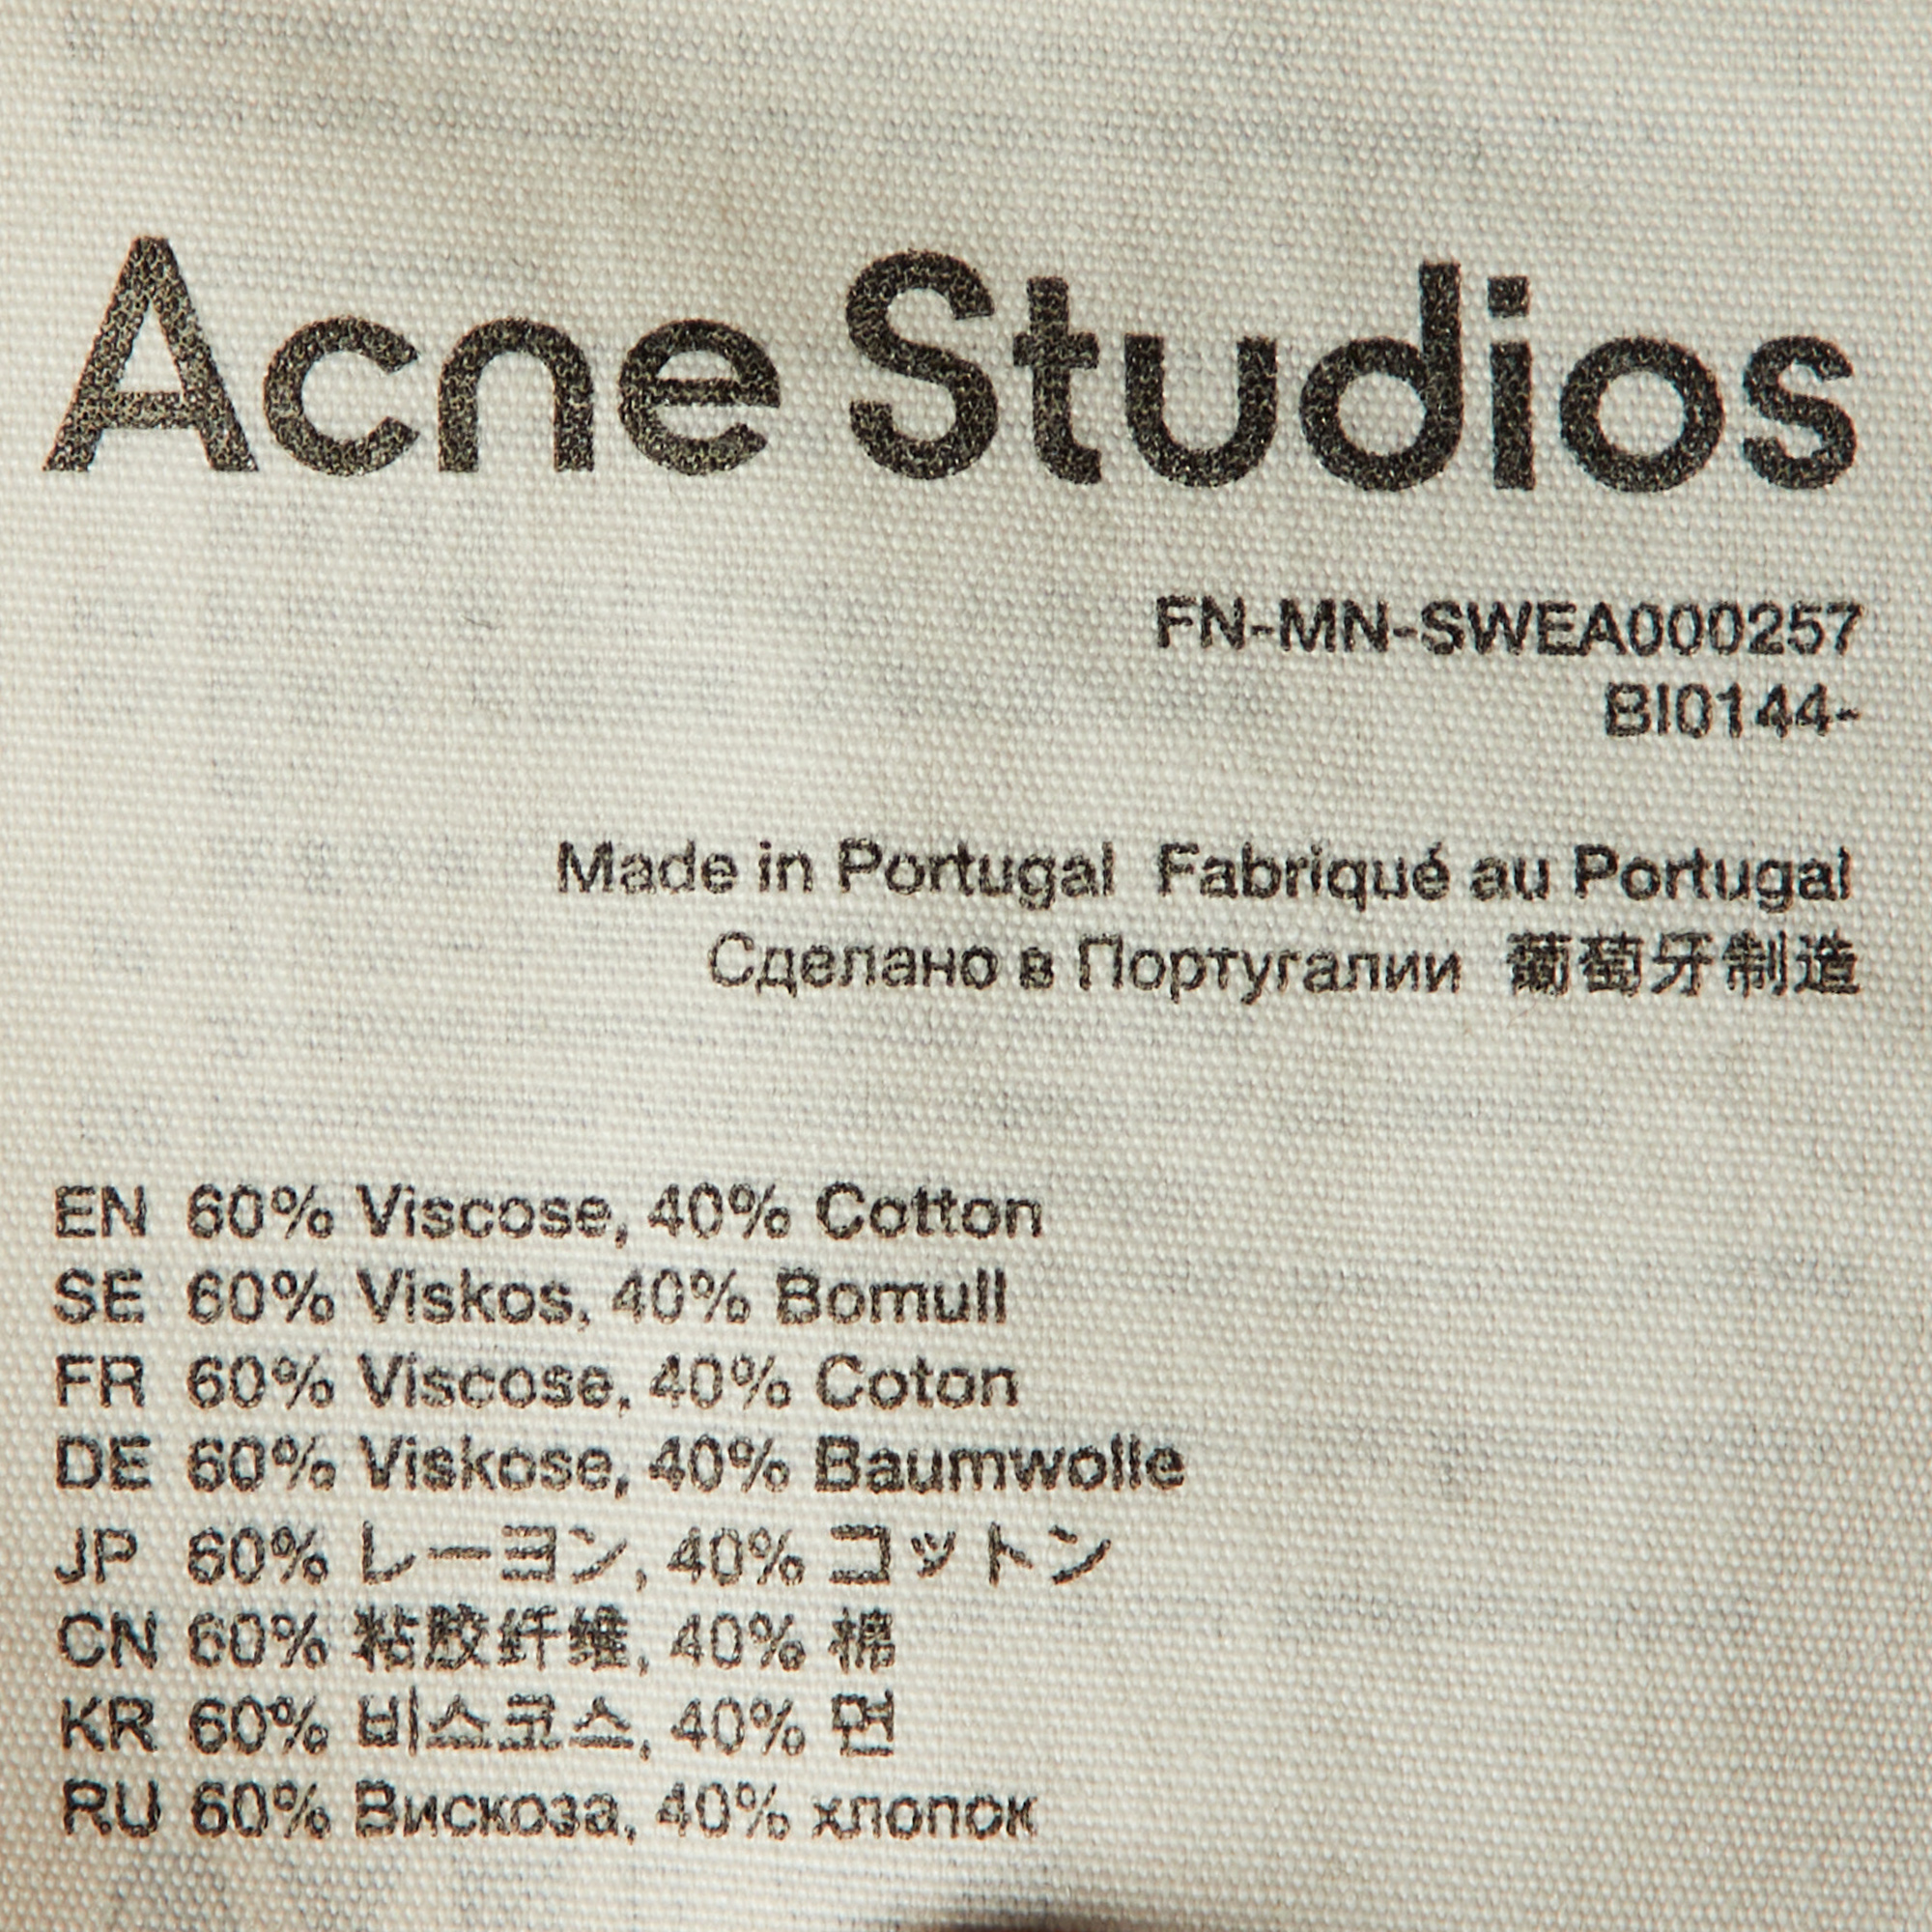 Acne Studios
FN-MN-SWEA000257
BI0144-
Made in Portugal Fabriqué au Portugal
Сделано в Португалии 葡萄牙制造
EN 60% Viscose, 40% Cotton
SE 60% Viskos, 40% Bomull
FR 60% Viscose, 40% Coton
DE 60% Viskose, 40% Baumwolle
JP 60% レーヨン, 40% コットン
CN 60% 粘胶纤维, 40% 棉
KR 60% 비스코스, 40% 면
RU 60% Вискоза, 40% хлопок